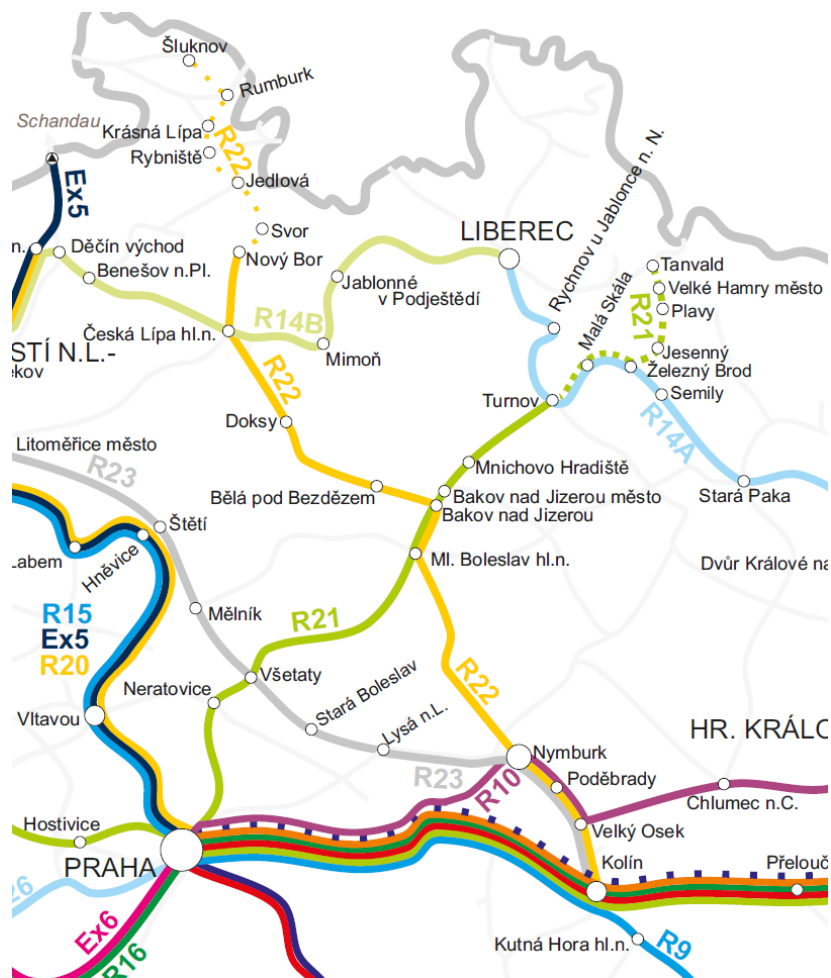 Šluknov
Rumburk
Schandau
Krásná Lípa
R22
Rybniště
Ex5
Jedlová
Svor
LIBEREC
Rychnov u Jablonce n. N.
n.
Děčín východ
Nový Bor
Tanvald
Benešov n.Pl.
Jablonné
v Podještědí
Velké Hamry město
Malá Skála
R21
Plavy
Česká Lípa hl.n.
R14B
Mimoň
Jesenný
STÍ N.L.-
ekov
Železný Brod
R22
Turnov
Semily
Doksy
R14A
Litoměřice město
R23
Mnichovo Hradiště
Bělá pod Bezdězem
Bakov nad Jizerou město
Stará Paka
Bakov nad Jizerou
Štětí
Labem
Hněvice
Ml. Boleslav hl.n.
Dvůr Králové na
R15
Ex5
R20
Mělník
R21
Neratovice
Všetaty
R22
Stará Boleslav
Vltavou
Lysá n.L.
HR. KRÁLO
Nymburk
R23
R10
Poděbrady
Chlumec n.C.
Hostivice
Velký Osek
PRAHA
Kolín
Přelouč
R26
Ex6
R16
Kutná Hora hl.n.
R9